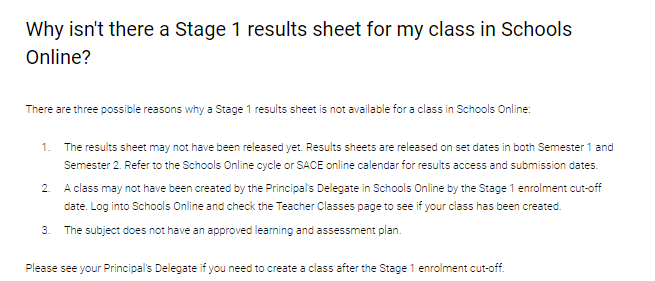 Why isn't there a Stage 1 results sheet for my class in Schools
Online?
There are three possible reasons why a Stage 1 results sheet is not available for a class in Schools Online:
1. The results sheet may not have been released yet. Results sheets are released on set dates in both Semester 1 and
Semester 2. Refer to the Schools Online cycle or SACE online calendar for results access and submission dates.
2. A class may not have been created by the Principal's Delegate in Schools Online by the Stage 1 enrolment cut-off
date. Log into Schools Online and check the Teacher Classes page to see if your class has been created.
3. The subject does not have an approved learning and assessment plan.
Please see your Principal's Delegate if you need to create a class after the Stage 1 enrolment cut-off.